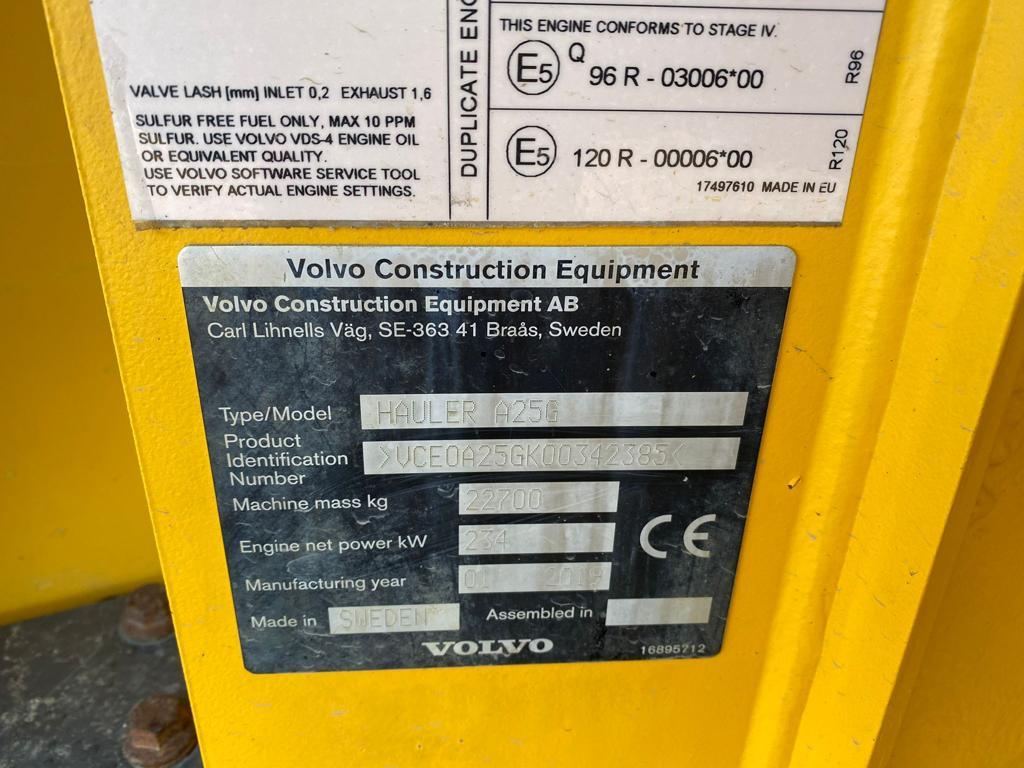 VALVE LASH [mm] INLET 0,2 EXHAUST 1,6
SULFUR FREE FUEL ONLY, MAX 10 PPM
SULFUR. USE VOLVO VDS-4 ENGINE OIL
OR EQUIVALENT QUALITY.
USE VOLVO SOFTWARE SERVICE TOOL
TO VERIFY ACTUAL ENGINE SETTINGS.
DUPLICATE
THIS ENGINE CONFORMS TO STAGE IV.
E5 Q 96 R - 03006*00 R96
E5 120 R - 00006*00 R120
17497610 MADE IN EU
Volvo Construction Equipment
Volvo Construction Equipment AB
Carl Lihnells Väg, SE-363 41 Braås, Sweden
Type/Model HAULER A25G
Product
Identification >VCE0A25GK00342385<
Number
Machine mass kg 22700
Engine net power kW 234
CE
Manufacturing year 01 2019
Made in SWEDEN Assembled in
VOLVO
16895712